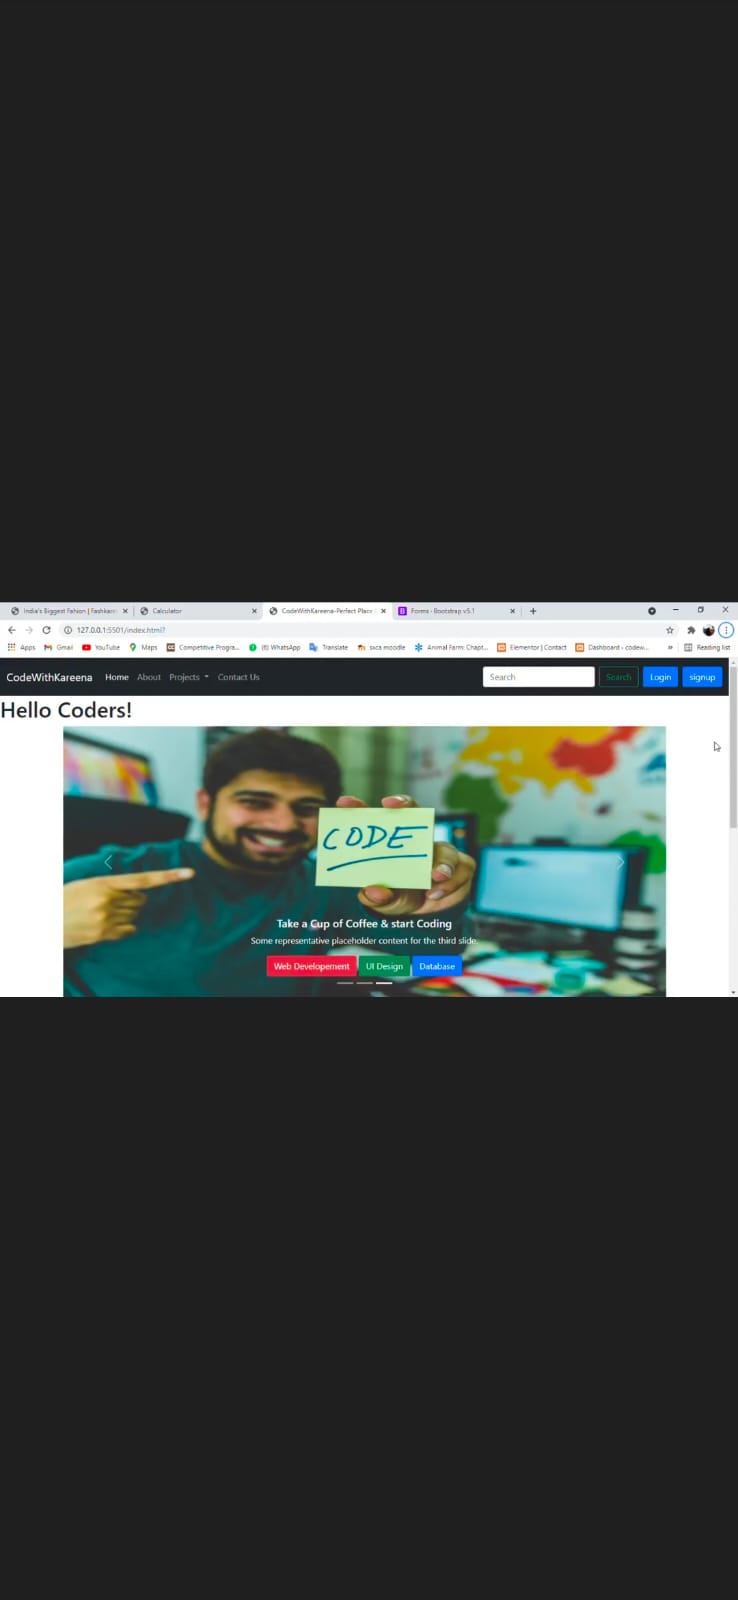 India's Biggest Fahion | Fashkart
Calculator
CodeWithKareena-Perfect Place
Forms · Bootstrap v5.1
127.0.0.1:5501/index.html?
Apps
Gmail
YouTube
Maps
Competitive Progra...
(6) WhatsApp
Translate
Animal Farm: Chapt...
Elementor | Contact
Dashboard ‹ codew...
»
Reading list
CodeWithKareena
Home
About
Projects
Contact Us
Search
Search
Login
signup
Hello Coders!
CODE
Take a Cup of Coffee & start Coding
Some representative placeholder content for the third slide.
Web Developement
UI Design
Database